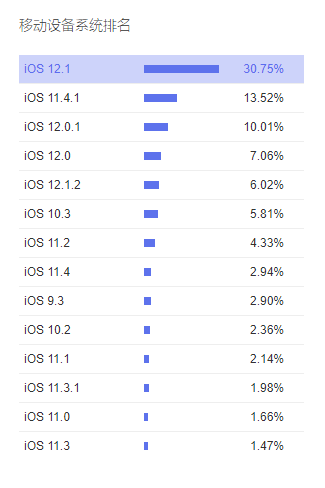 移动设备系统排名
iOS 12.1 30.75%
iOS 11.4.1 13.52%
iOS 12.0.1 10.01%
iOS 12.0 7.06%
iOS 12.1.2 6.02%
iOS 10.3 5.81%
iOS 11.2 4.33%
iOS 11.4 2.94%
iOS 9.3 2.90%
iOS 10.2 2.36%
iOS 11.1 2.14%
iOS 11.3.1 1.98%
iOS 11.0 1.66%
iOS 11.3 1.47%